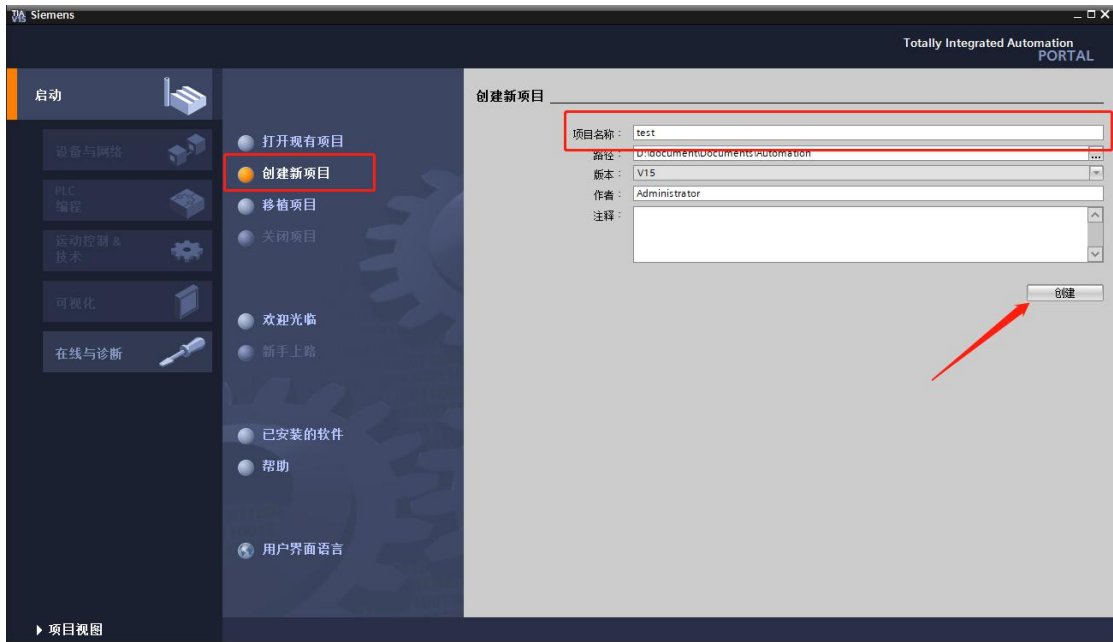 Siemens
Totally Integrated Automation
PORTAL
启动
设备与网络
PLC
编程
运动控制 &
技术
可视化
在线与诊断
打开现有项目
创建新项目
移植项目
关闭项目
欢迎光临
新手上路
已安装的软件
帮助
用户界面语言
创建新项目
项目名称： test
路径： D:\document\Documents\Automation
版本： V15
作者： Administrator
注释：
创建
项目视图